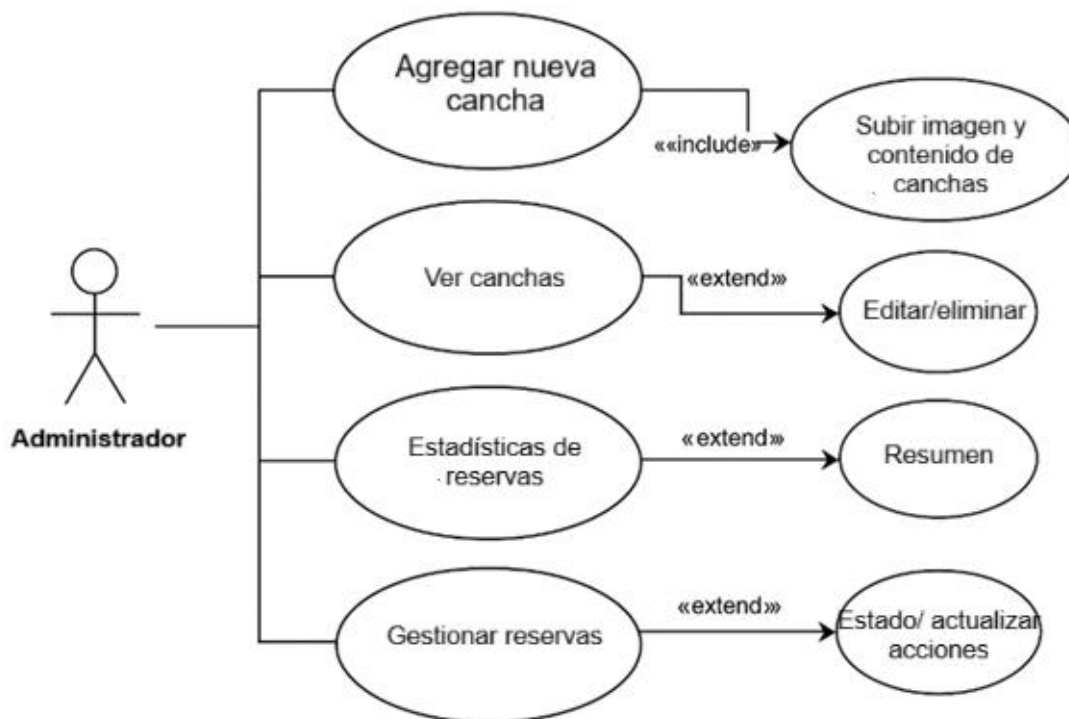 Agregar nueva
cancha
««include»
Subir imagen y
contenido de
canchas
Ver canchas
«extend»»
Editar/eliminar
Administrador
Estadísticas de
reservas
«extend»»
Resumen
Gestionar reservas
«extend»»
Estado/ actualizar
acciones